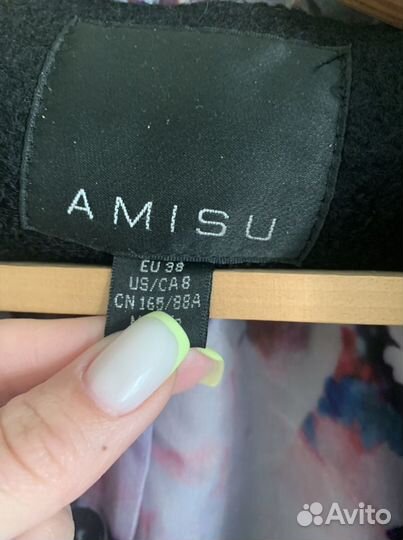 AMISU
EU 38
US/CA 8
CN 165/88A
Avito